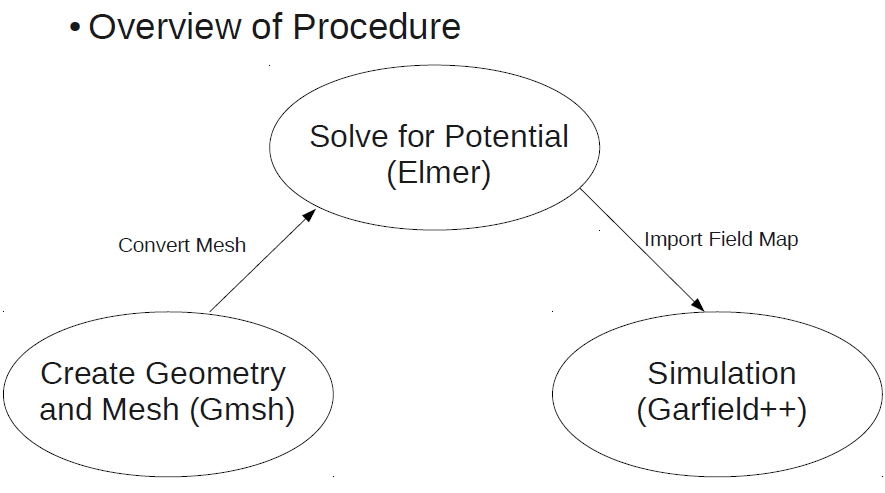 • Overview of Procedure
Solve for Potential
(Elmer)
Convert Mesh
Import Field Map
Create Geometry
and Mesh (Gmsh)
Simulation
(Garfield++)